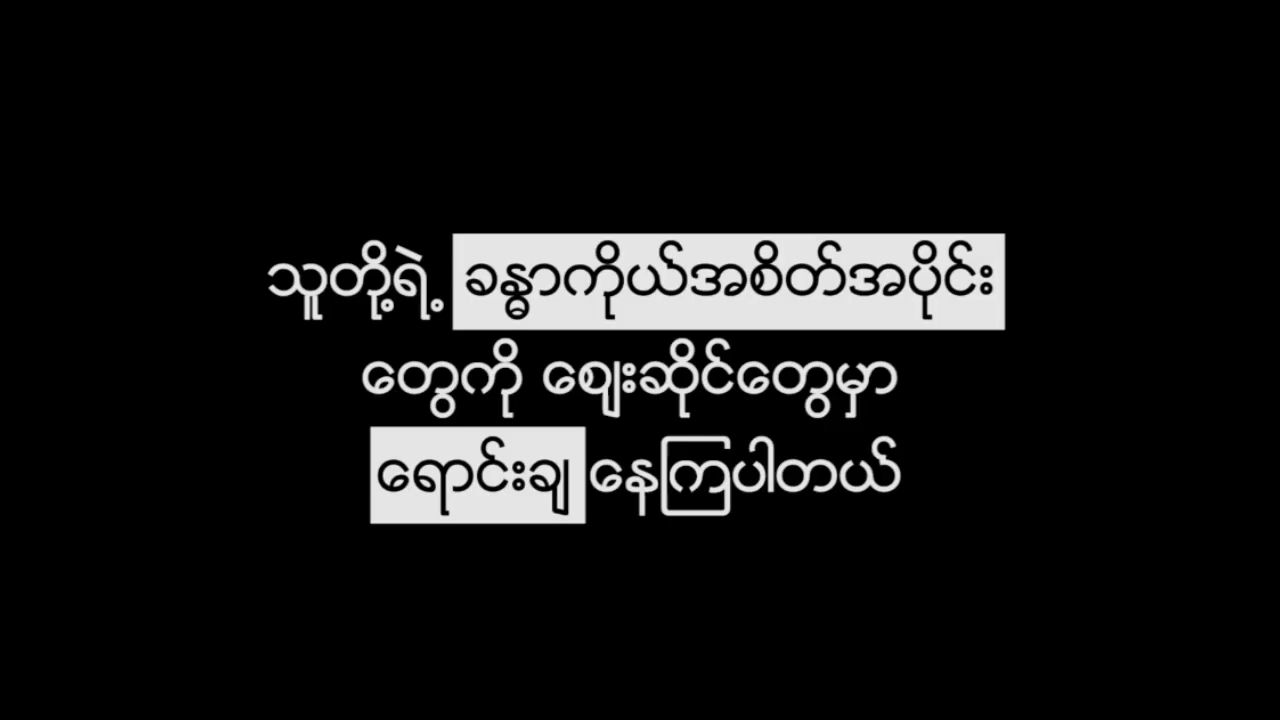 သူတို့ရဲ့ ခန္ဓာကိုယ်အစိတ်အပိုင်း
တွေကို ဈေးဆိုင်တွေမှာ
ရောင်းချ နေကြပါတယ်